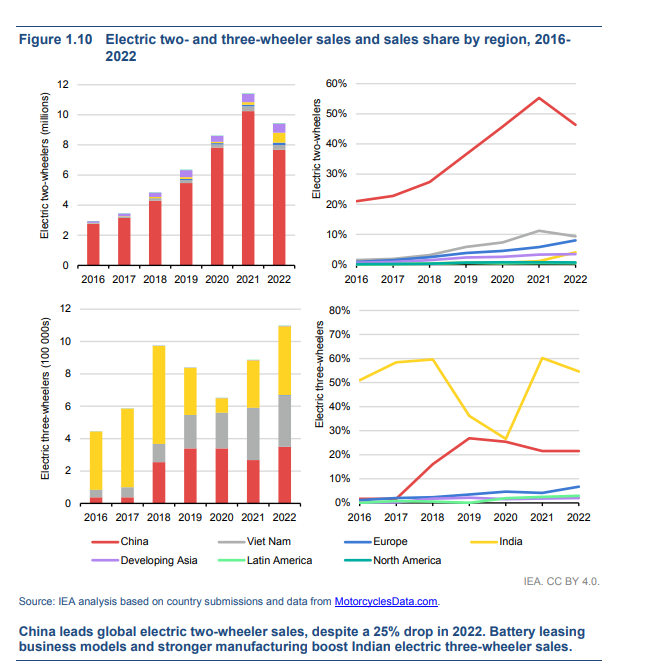 Figure 1.10 Electric two- and three-wheeler sales and sales share by region, 2016-
2022
Electric two-wheelers (millions)
12
10
8
6
4
2
0
2016 2017 2018 2019 2020 2021 2022
Electric two-wheelers
60%
50%
40%
30%
20%
10%
0%
2016 2017 2018 2019 2020 2021 2022
Electric three-wheelers (100 000s)
12
10
8
6
4
2
0
2016 2017 2018 2019 2020 2021 2022
Electric three-wheelers
80%
70%
60%
50%
40%
30%
20%
10%
0%
2016 2017 2018 2019 2020 2021 2022
China Viet Nam Europe India
Developing Asia Latin America North America
IEA. CC BY 4.0.
Source: IEA analysis based on country submissions and data from MotorcyclesData.com.
China leads global electric two-wheeler sales, despite a 25% drop in 2022. Battery leasing
business models and stronger manufacturing boost Indian electric three-wheeler sales.